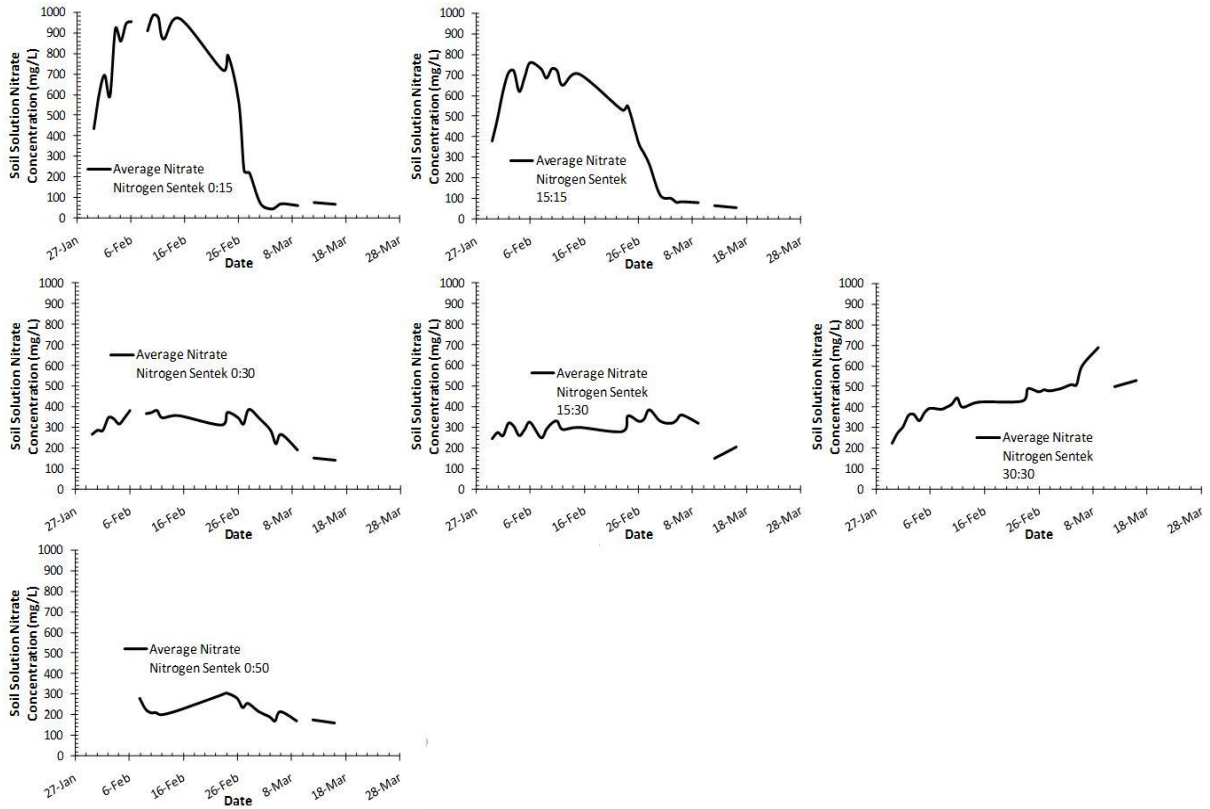 Soil Solution Nitrate
Concentration (mg/L)
1000
900
800
700
600
500
400
300
200
100
0
Average Nitrate
Nitrogen Sentek 0:15
27-Jan
6-Feb
16-Feb
26-Feb
8-Mar
18-Mar
28-Mar
Date
Soil Solution Nitrate
Concentration (mg/L)
1000
900
800
700
600
500
400
300
200
100
0
Average Nitrate
Nitrogen Sentek
15:15
27-Jan
6-Feb
16-Feb
26-Feb
8-Mar
18-Mar
28-Mar
Date
Soil Solution Nitrate
Concentration (mg/L)
1000
900
800
700
600
500
400
300
200
100
0
Average Nitrate
Nitrogen Sentek 0:30
27-Jan
6-Feb
16-Feb
26-Feb
8-Mar
18-Mar
28-Mar
Date
Soil Solution Nitrate
Concentration (mg/L)
1000
900
800
700
600
500
400
300
200
100
0
Average Nitrate
Nitrogen Sentek
15:30
27-Jan
6-Feb
16-Feb
26-Feb
8-Mar
18-Mar
28-Mar
Date
Soil Solution Nitrate
Concentration (mg/L)
1000
900
800
700
600
500
400
300
200
100
0
Average Nitrate
Nitrogen Sentek
30:30
27-Jan
6-Feb
16-Feb
26-Feb
8-Mar
18-Mar
28-Mar
Date
Soil Solution Nitrate
Concentration (mg/L)
1000
900
800
700
600
500
400
300
200
100
0
Average Nitrate
Nitrogen Sentek 0:50
27-Jan
6-Feb
16-Feb
26-Feb
8-Mar
18-Mar
28-Mar
Date